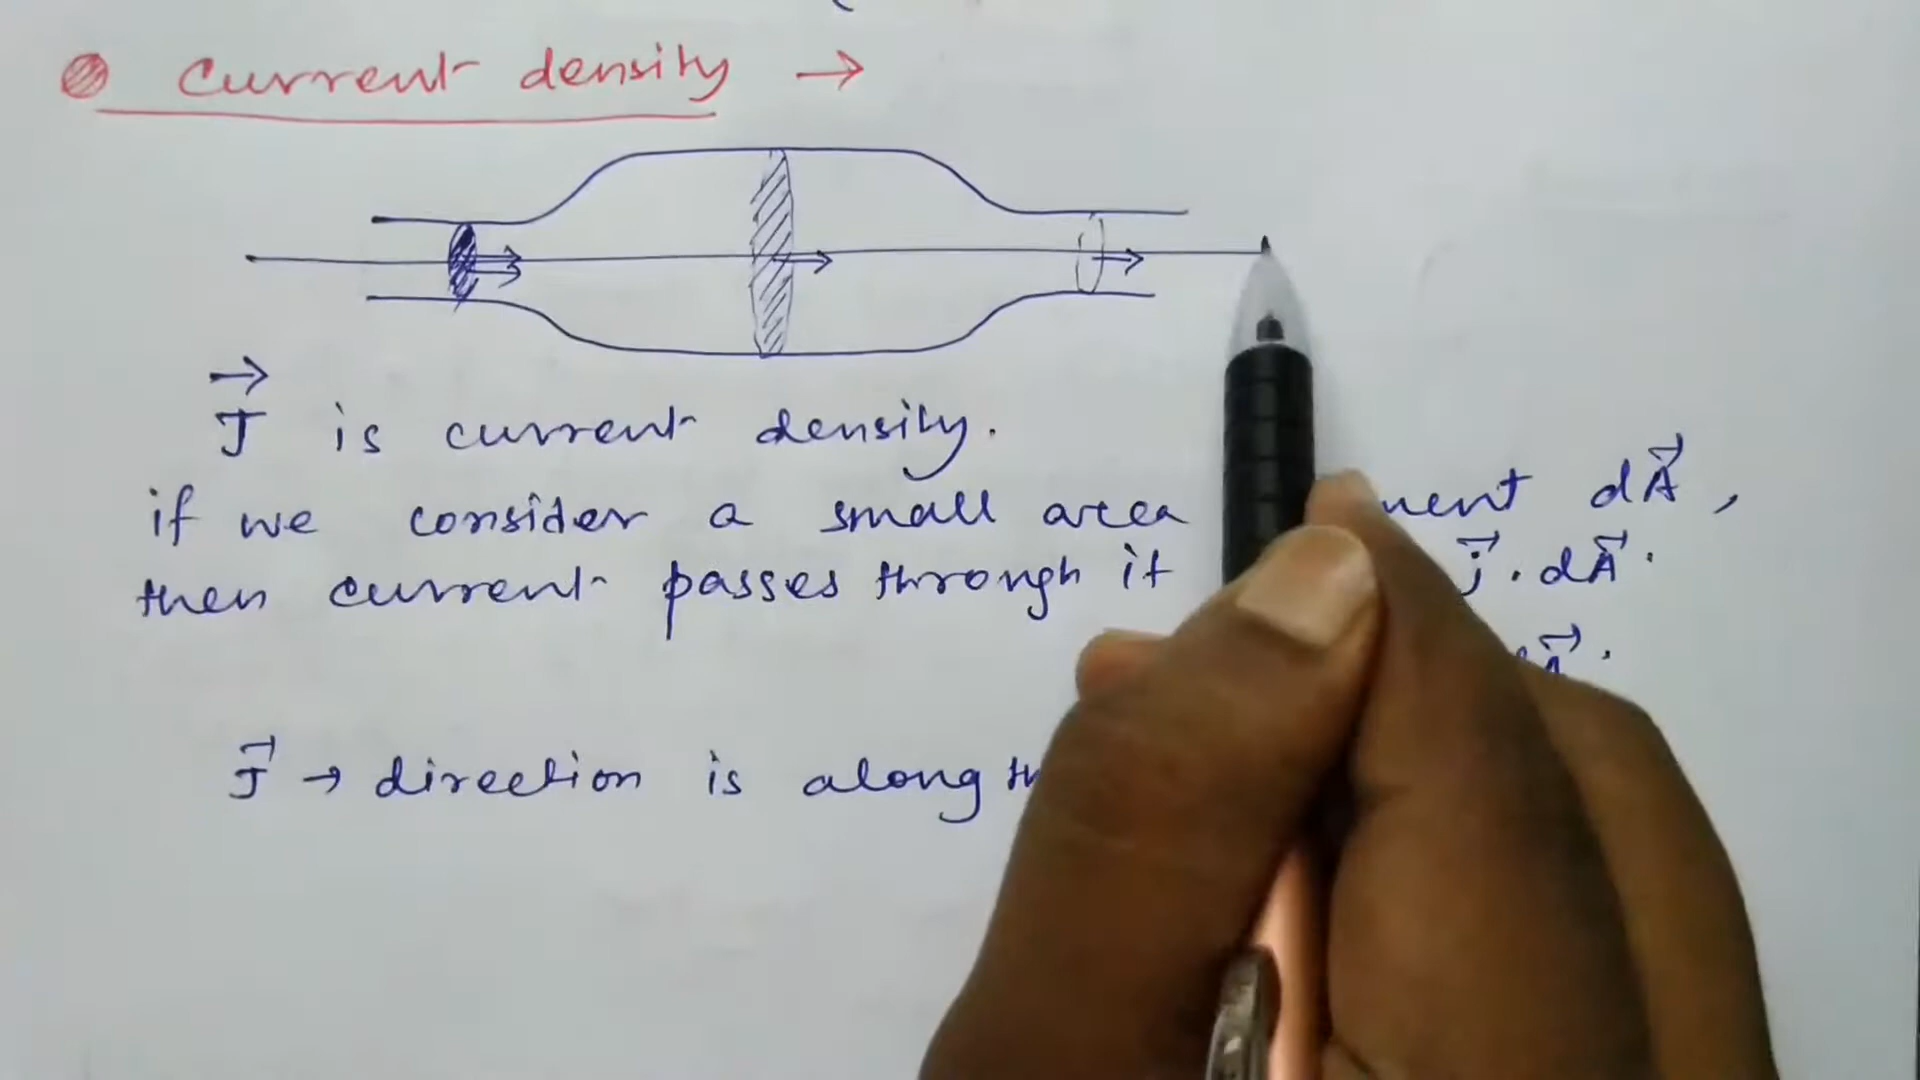 Current density →
J⃗ is current density.
if we consider a small area dA⃗ ,
then current passes through it j⃗ . dA⃗ .
dA⃗ .
J⃗ → direction is along